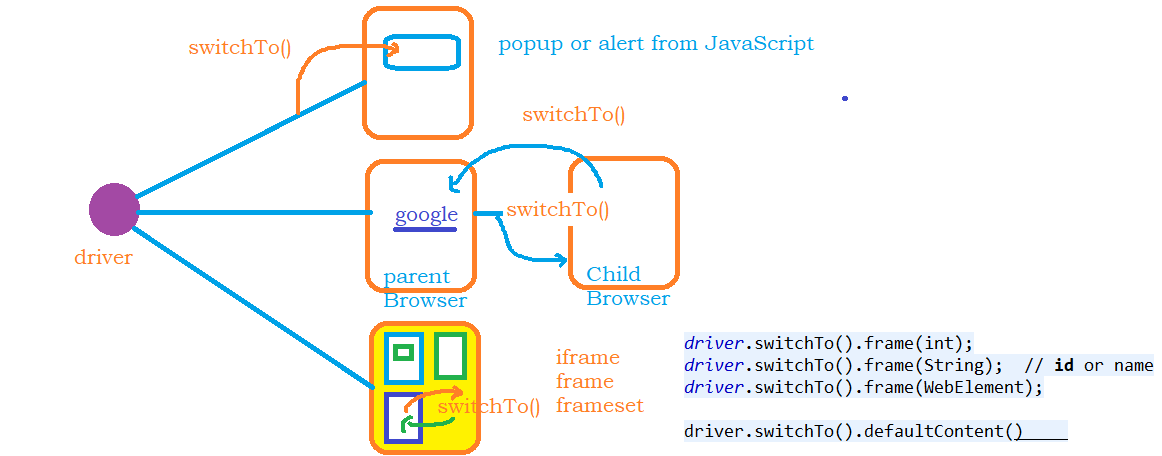 switchTo()
popup or alert from JavaScript
switchTo()
google
switchTo()
driver
parent
Browser
Child
Browser
iframe
frame
frameset
switchTo()
driver.switchTo().frame(int);
driver.switchTo().frame(String);  // id or name
driver.switchTo().frame(WebElement);
driver.switchTo().defaultContent()